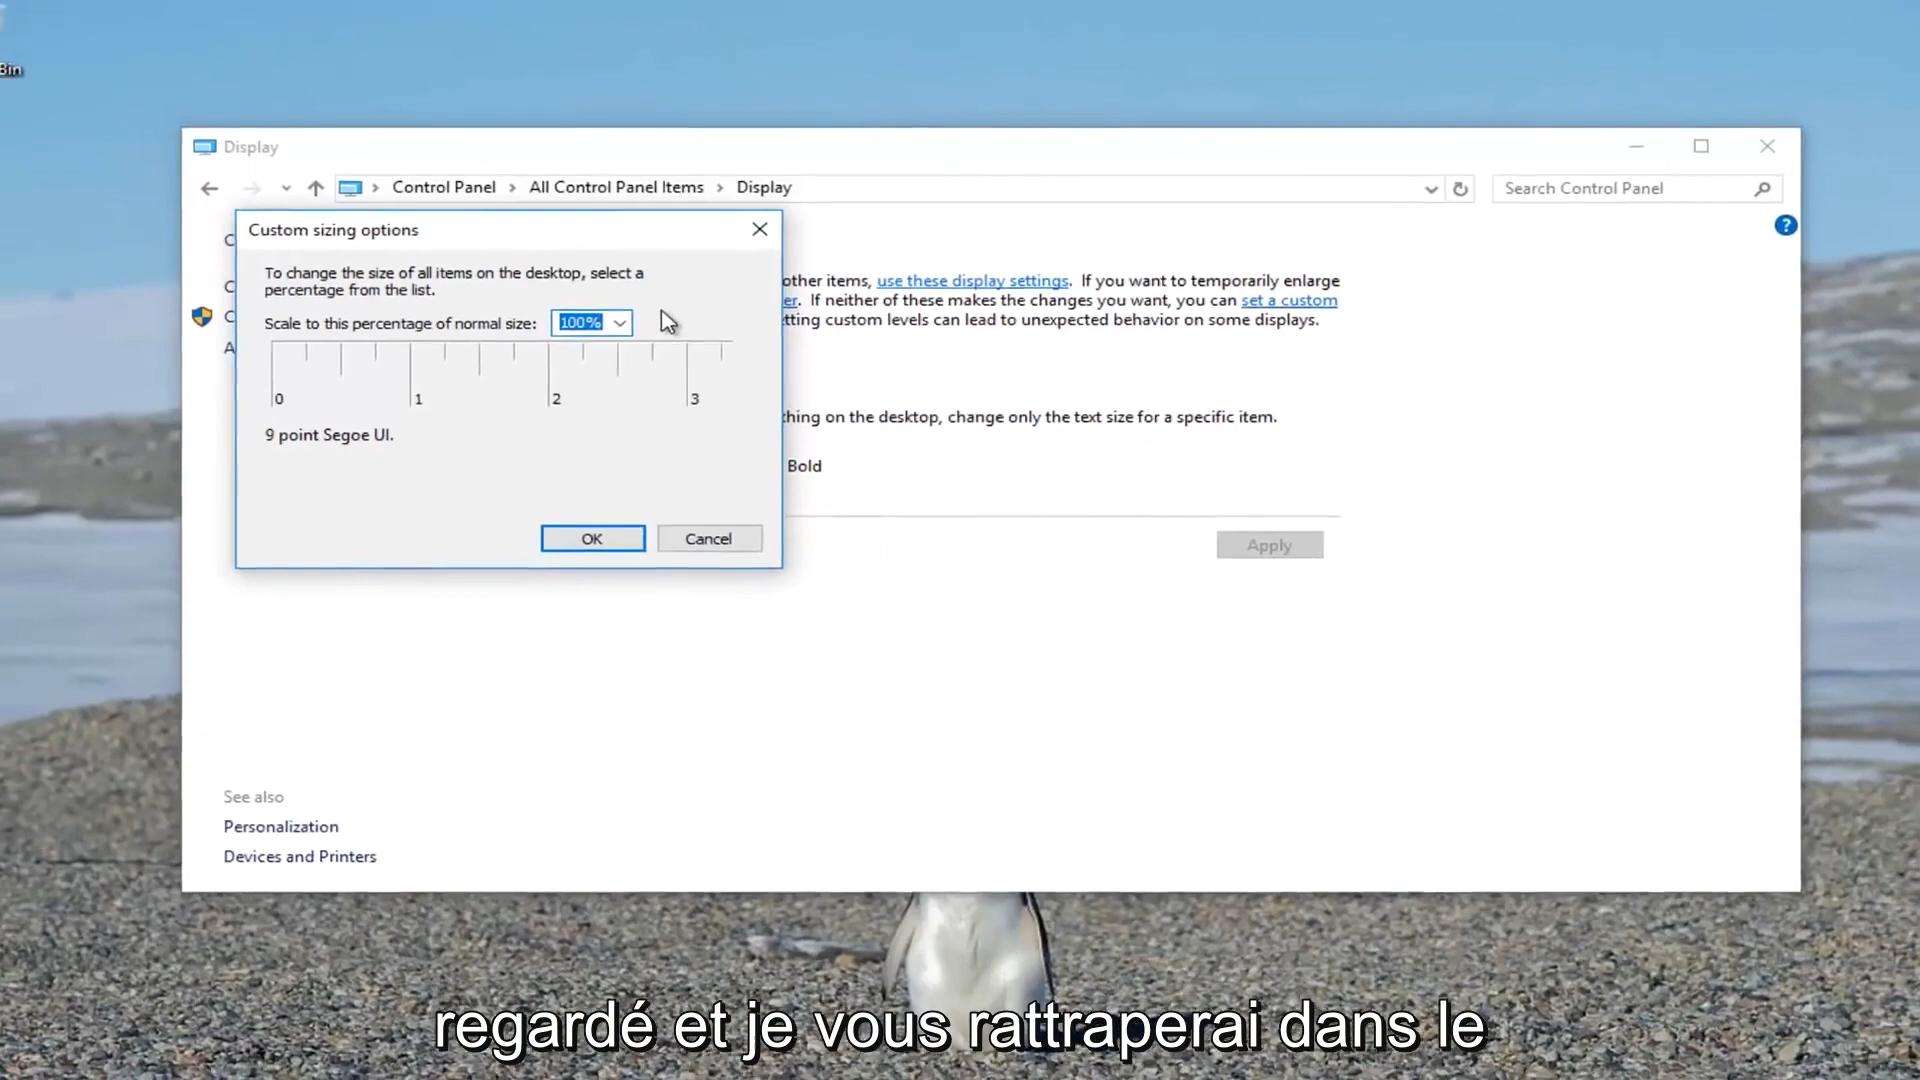 Bin
Display
Control Panel > All Control Panel Items > Display
Search Control Panel
?
Custom sizing options
To change the size of all items on the desktop, select a
percentage from the list.
Scale to this percentage of normal size: 100%
0 1 2 3
9 point Segoe UI.
OK Cancel
C
C
C
A
other items, use these display settings. If you want to temporarily enlarge
er. If neither of these makes the changes you want, you can set a custom
tting custom levels can lead to unexpected behavior on some displays.
thing on the desktop, change only the text size for a specific item.
Bold
Apply
See also
Personalization
Devices and Printers
regardé et je vous rattraperai dans le